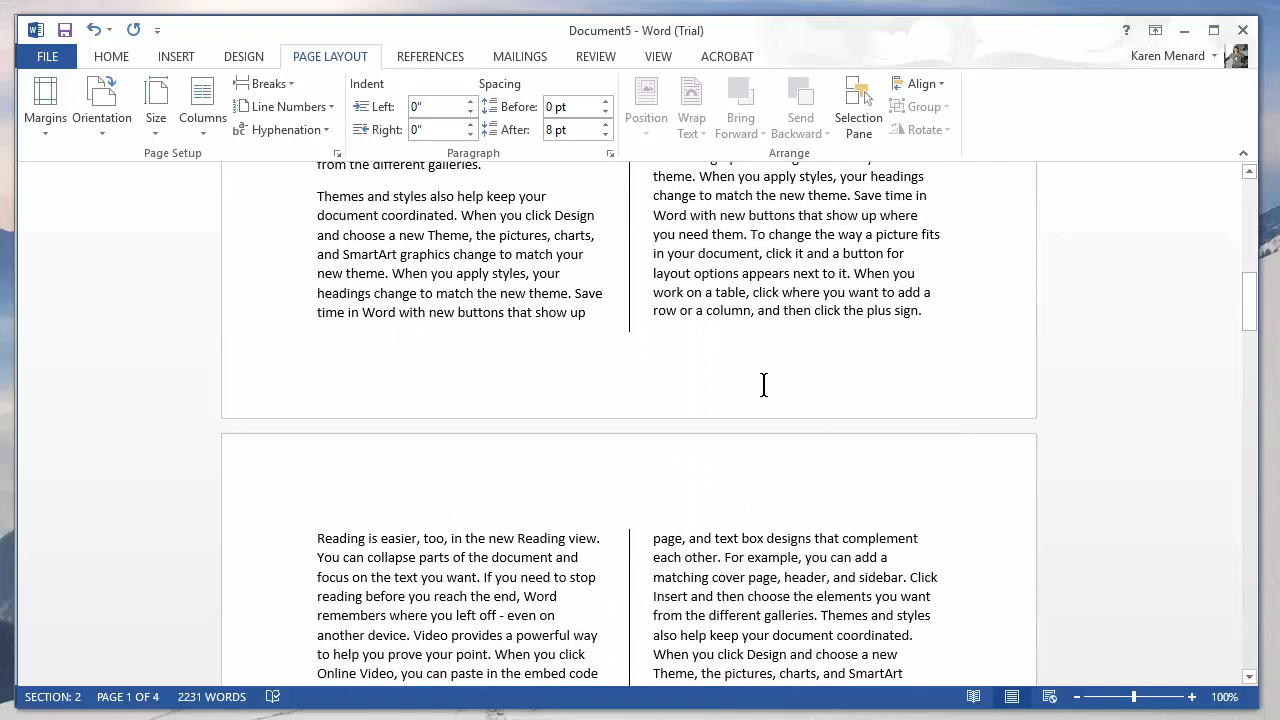 Document5 - Word (Trial)
FILE HOME INSERT DESIGN PAGE LAYOUT REFERENCES MAILINGS REVIEW VIEW ACROBAT Karen Menard
Margins Orientation Size Columns
Breaks
Line Numbers
Hyphenation
Page Setup
Indent Spacing
Left: 0" Before: 0 pt
Right: 0" After: 8 pt
Paragraph
Position Wrap Text Bring Forward Send Backward Selection Pane
Align
Group
Rotate
Arrange
from the different galleries.
Themes and styles also help keep your
document coordinated. When you click Design
and choose a new Theme, the pictures, charts,
and SmartArt graphics change to match your
new theme. When you apply styles, your
headings change to match the new theme. Save
time in Word with new buttons that show up
theme. When you apply styles, your headings
change to match the new theme. Save time in
Word with new buttons that show up where
you need them. To change the way a picture fits
in your document, click it and a button for
layout options appears next to it. When you
work on a table, click where you want to add a
row or a column, and then click the plus sign.
Reading is easier, too, in the new Reading view.
You can collapse parts of the document and
focus on the text you want. If you need to stop
reading before you reach the end, Word
remembers where you left off - even on
another device. Video provides a powerful way
to help you prove your point. When you click
Online Video, you can paste in the embed code
page, and text box designs that complement
each other. For example, you can add a
matching cover page, header, and sidebar. Click
Insert and then choose the elements you want
from the different galleries. Themes and styles
also help keep your document coordinated.
When you click Design and choose a new
Theme, the pictures, charts, and SmartArt
SECTION: 2 PAGE 1 OF 4 2231 WORDS 100%